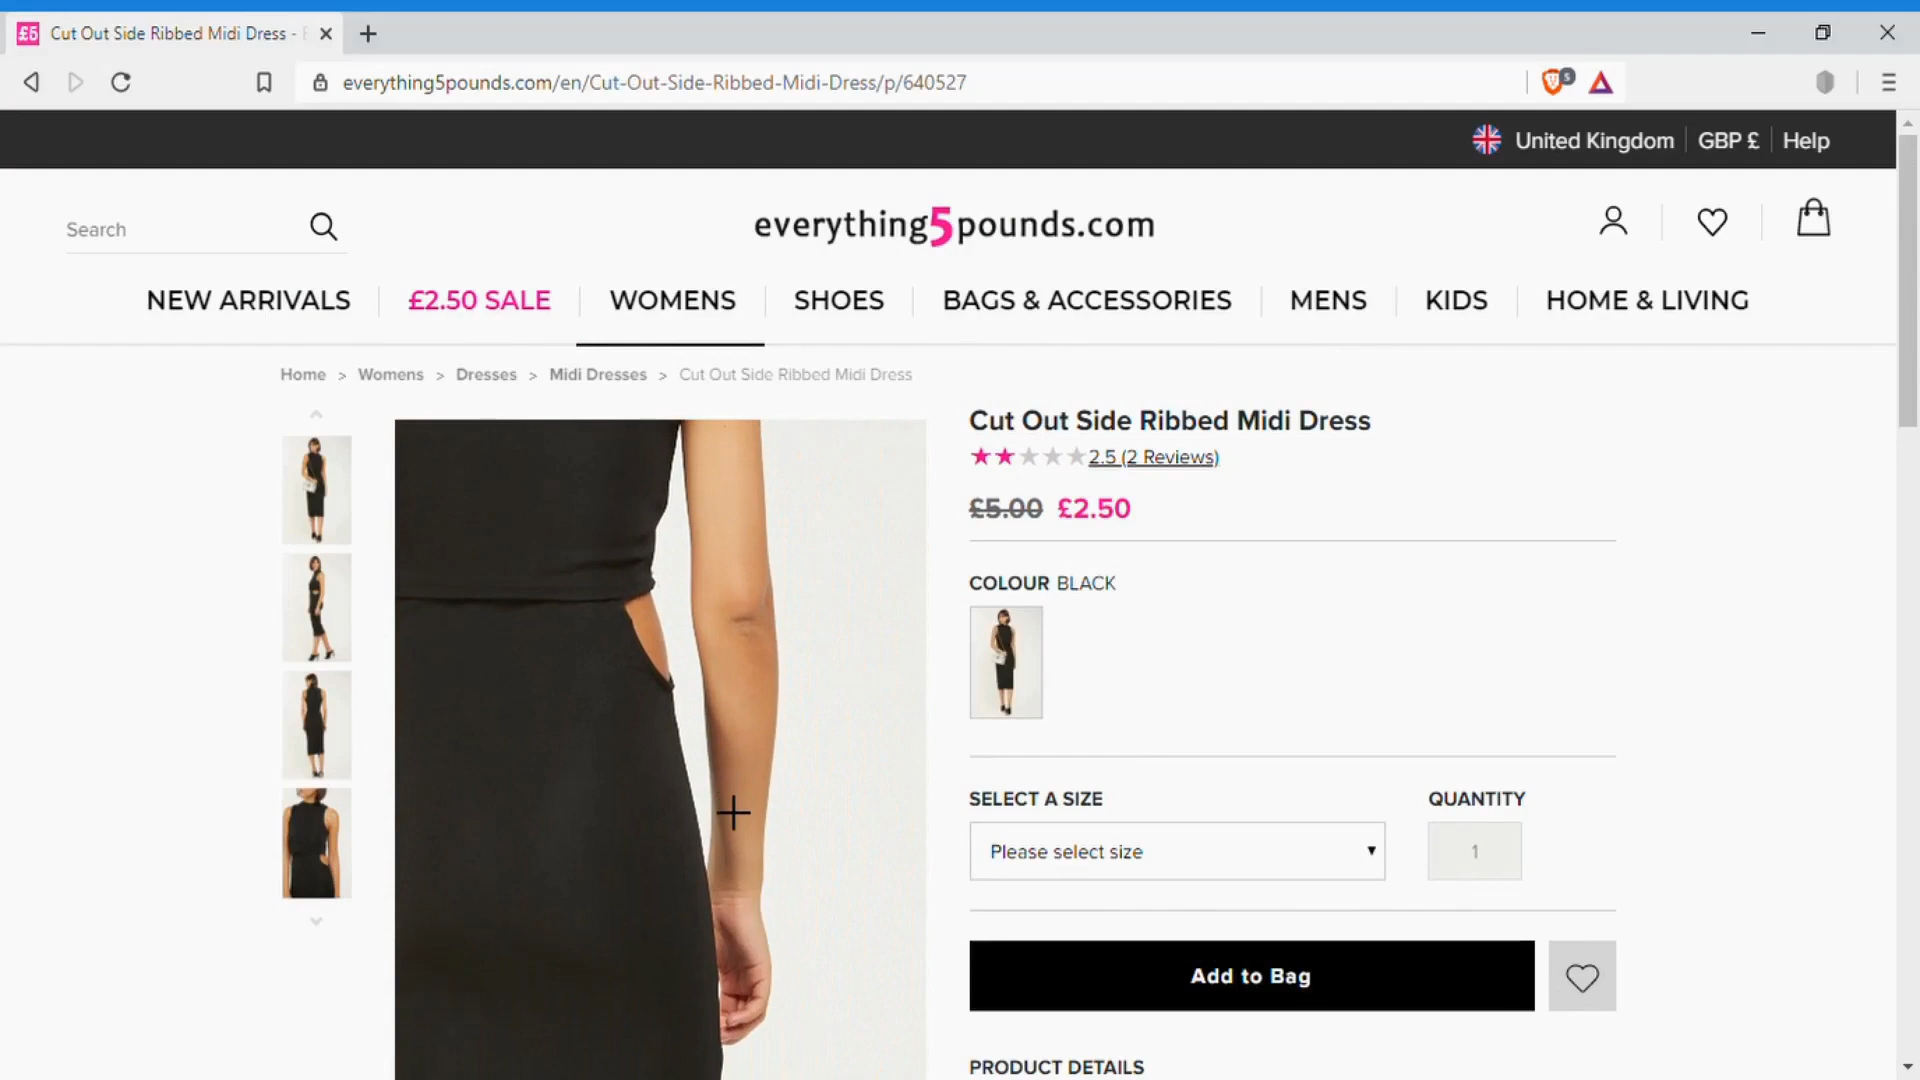 £5 Cut Out Side Ribbed Midi Dress -
everything5pounds.com/en/Cut-Out-Side-Ribbed-Midi-Dress/p/640527
5
United Kingdom GBP £ Help
Search
everything5pounds.com
NEW ARRIVALS £2.50 SALE WOMENS SHOES BAGS & ACCESSORIES MENS KIDS HOME & LIVING
Home > Womens > Dresses > Midi Dresses > Cut Out Side Ribbed Midi Dress
Cut Out Side Ribbed Midi Dress
2.5 (2 Reviews)
£5.00 £2.50
COLOUR BLACK
SELECT A SIZE QUANTITY
Please select size 1
Add to Bag
PRODUCT DETAILS